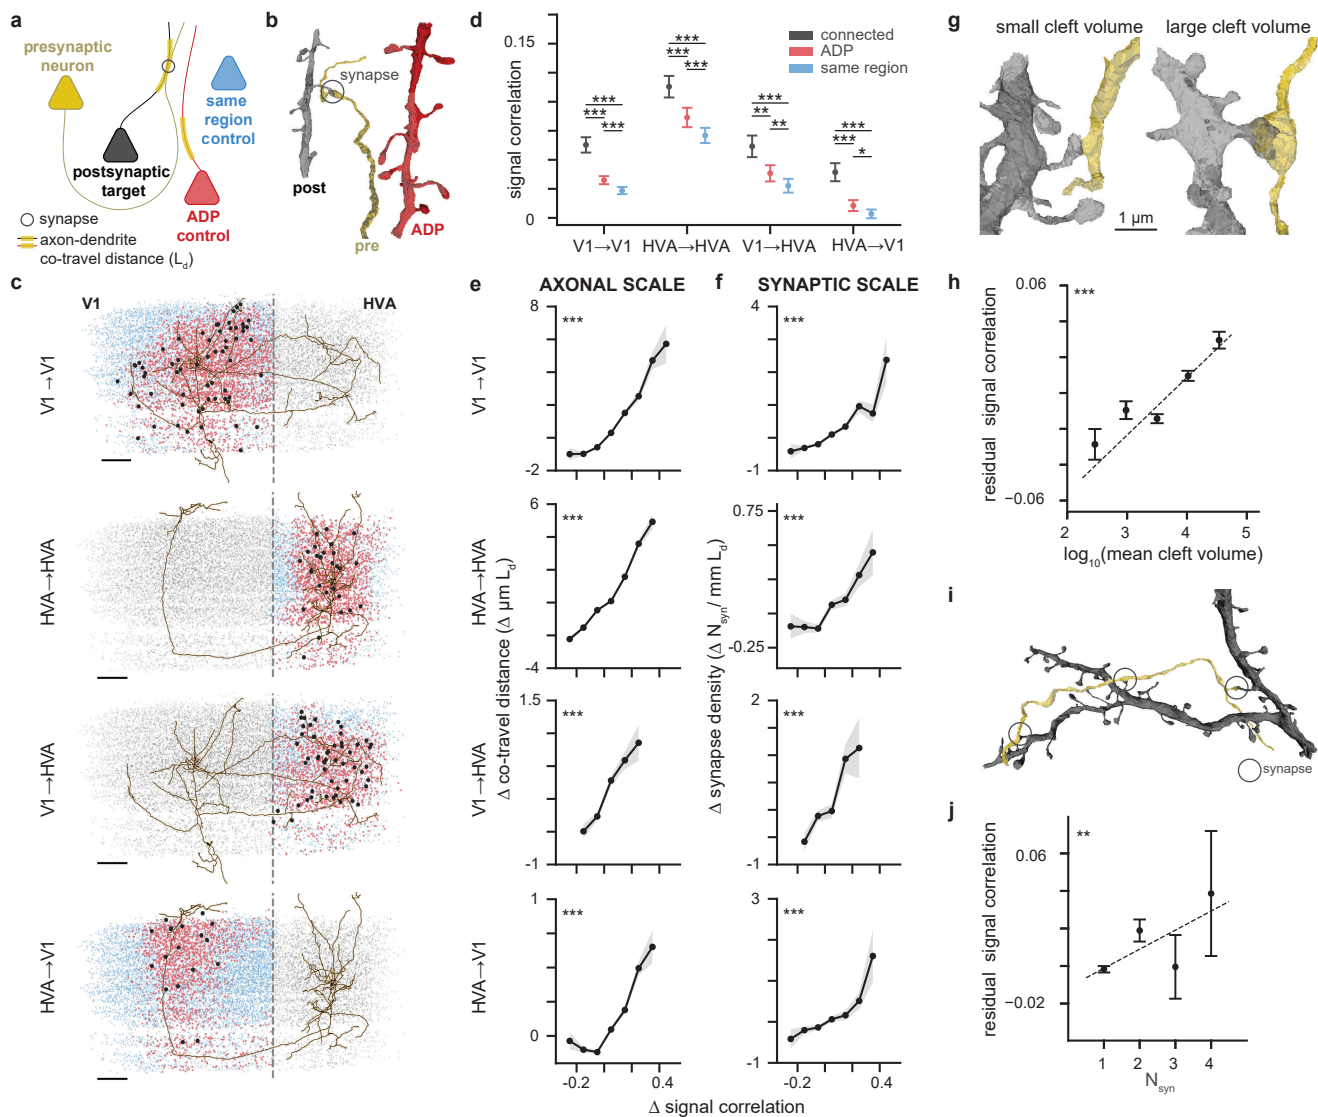 a
presynaptic
neuron
same
region
control
postsynaptic
target
ADP
control
synapse
axon-dendrite
co-travel distance (Ld)
b
synapse
post
pre
ADP
c
V1
HVA
V1→V1
HVA→HVA
V1→HVA
HVA→V1
d
signal correlation
0.15
0
connected
ADP
same region
***
***
***
***
***
***
***
**
**
***
***
*
V1→V1
HVA→HVA
V1→HVA
HVA→V1
e
AXONAL SCALE
Δ co-travel distance (Δ µm Ld)
8
***
-2
6
***
-4
1.5
***
-1
1
***
0
-0.2
0.4
f
SYNAPTIC SCALE
Δ synapse density (Δ Nsyn/ mm Ld)
4
***
-1
0.75
***
-0.25
2
***
-1
3
***
-1
-0.2
0.4
Δ signal correlation
g
small cleft volume
large cleft volume
1 µm
h
residual signal correlation
0.06
***
−0.06
2
3
4
5
log10(mean cleft volume)
i
synapse
j
residual signal correlation
**
0.06
−0.02
1
2
3
4
Nsyn